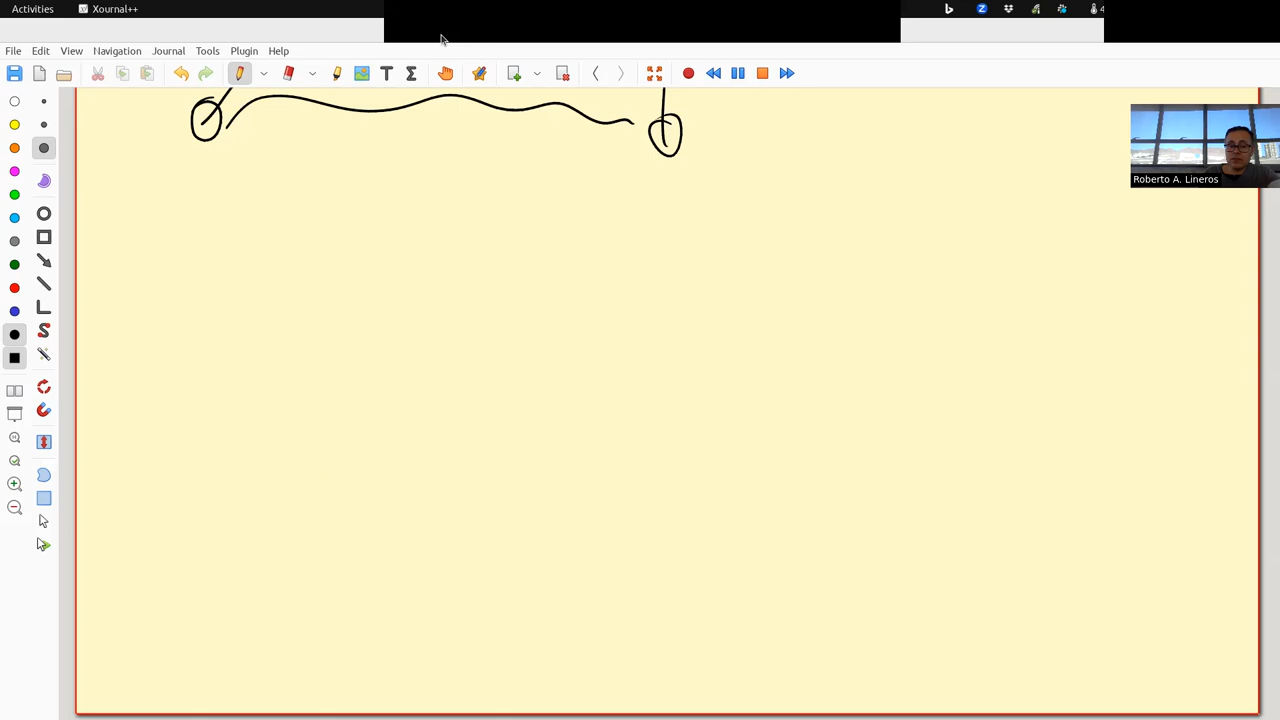 Activities Xournal++
File Edit View Navigation Journal Tools Plugin Help
Roberto A. Lineros